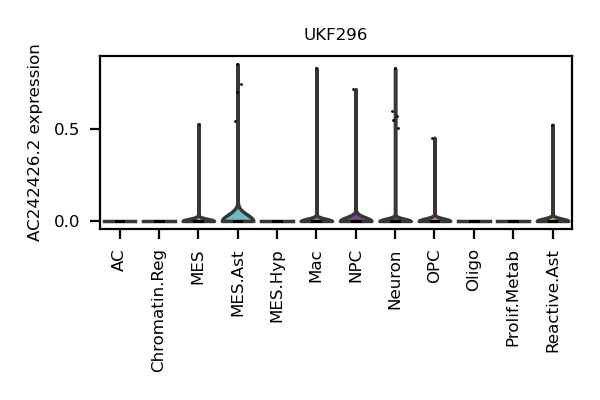 UKF296
AC242426.2 expression
0.5
0.0
AC
Chromatin.Reg
MES
MES.Ast
MES.Hyp
Mac
NPC
Neuron
OPC
Oligo
Prolif.Metab
Reactive.Ast